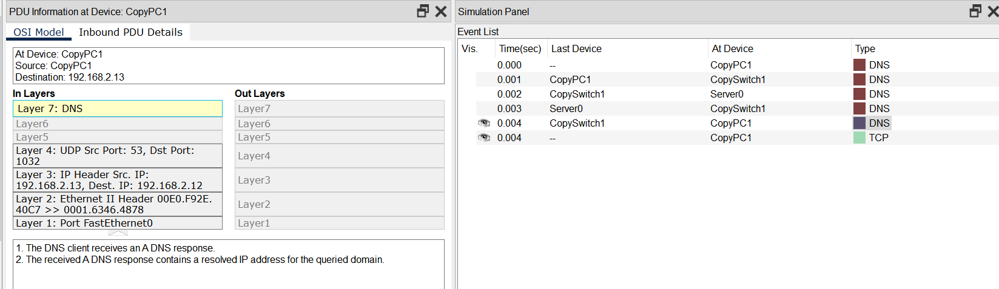 PDU Information at Device: CopyPC1
OSI Model Inbound PDU Details
At Device: CopyPC1
Source: CopyPC1
Destination: 192.168.2.13
In Layers
Layer 7: DNS
Layer6
Layer5
Layer 4: UDP Src Port: 53, Dst Port:
1032
Layer 3: IP Header Src. IP:
192.168.2.13, Dest. IP: 192.168.2.12
Layer 2: Ethernet II Header 00E0.F92E.
40C7 >> 0001.6346.4878
Layer 1: Port FastEthernet0
Out Layers
Layer7
Layer6
Layer5
Layer4
Layer3
Layer2
Layer1
1. The DNS client receives an A DNS response.
2. The received A DNS response contains a resolved IP address for the queried domain.
Simulation Panel
Event List
Vis. Time(sec) Last Device At Device Type
0.000 -- CopyPC1 DNS
0.001 CopyPC1 CopySwitch1 DNS
0.002 CopySwitch1 Server0 DNS
0.003 Server0 CopySwitch1 DNS
0.004 CopySwitch1 CopyPC1 DNS
0.004 -- CopyPC1 TCP